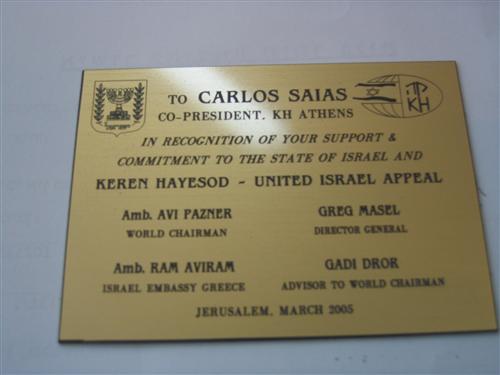 TO CARLOS SAIAS
CO-PRESIDENT, KH ATHENS
KH
IN RECOGNITION OF YOUR SUPPORT &
COMMITMENT TO THE STATE OF ISRAEL AND
KEREN HAYESOD - UNITED ISRAEL APPEAL
Amb. AVI PAZNER
WORLD CHAIRMAN
GREG MASEL
DIRECTOR GENERAL
Amb. RAM AVIRAM
ISRAEL EMBASSY GREECE
GADI DROR
ADVISOR TO WORLD CHAIRMAN
JERUSALEM, MARCH 2005